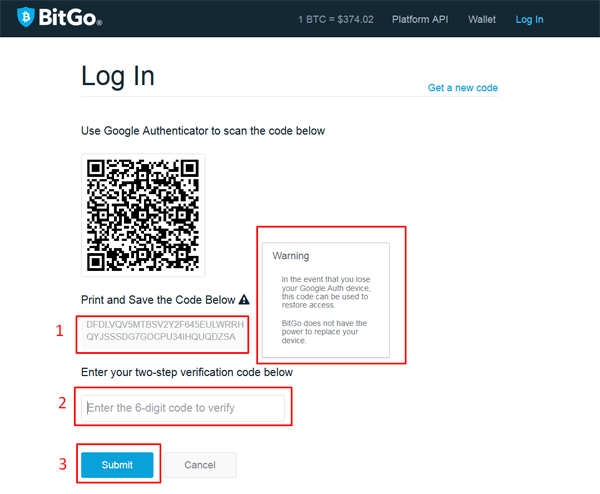 BitGo®
1 BTC = $374.02 Platform API Wallet Log In
Log In
Get a new code
Use Google Authenticator to scan the code below
Warning
In the event that you lose
your Google Auth device,
this code can be used to
restore access.
BitGo does not have the
power to replace your
device.
Print and Save the Code Below
1
DFDLVQV5MTBSV2Y2F645EULWRRH
QYJSSSDG7GOCPU34IHQUQDZSA
Enter your two-step verification code below
2
Enter the 6-digit code to verify
3
Submit
Cancel